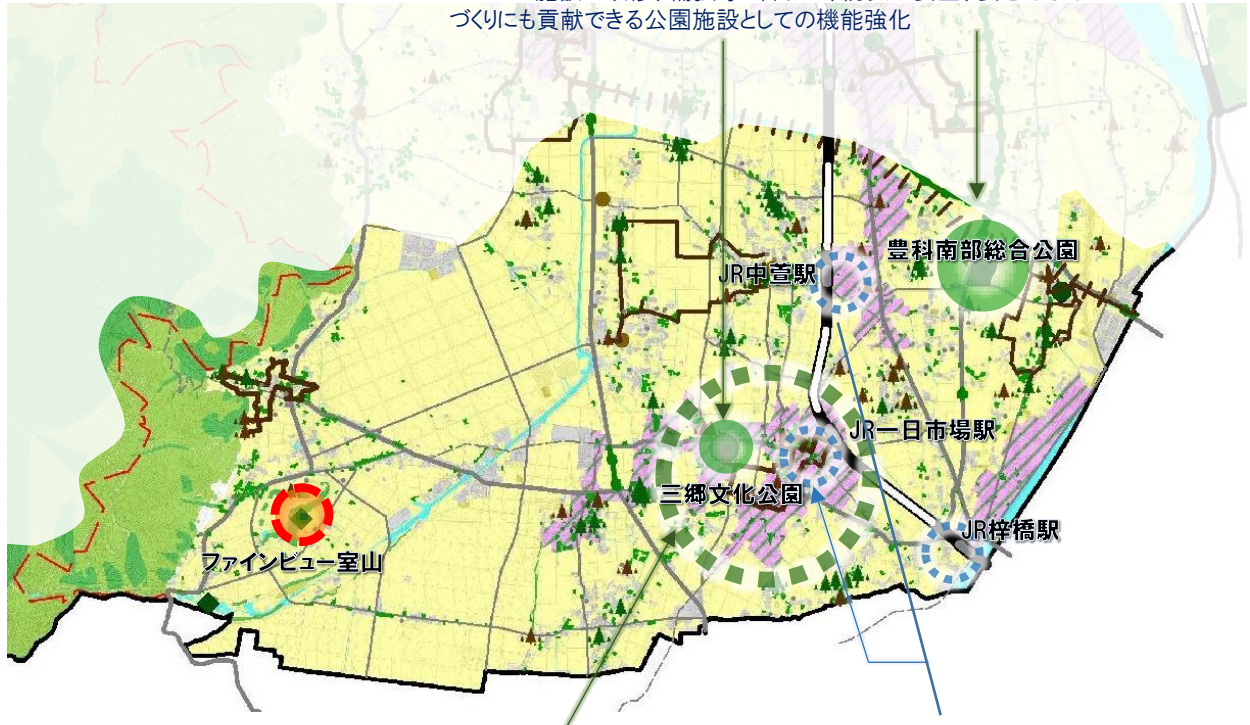 づくりにも貢献できる公園施設としての機能強化
豊科南部総合公園
JR中萱駅
JR一日市場駅
三郷文化公園
JR梓橋駅
ファインビュー室山